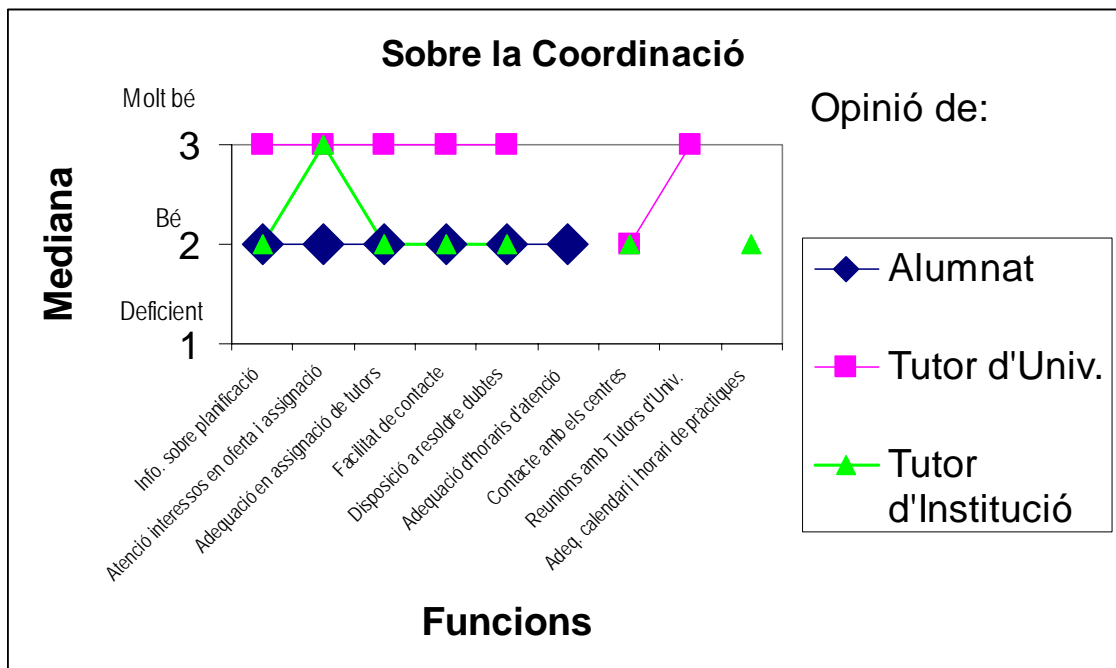 Sobre la Coordinació
Opinió de:
Mediana
Molt bé
3
Bé
2
Deficient
1
Info. sobre planificació
Atenció interessos en oferta i assignació
Adequació en assignació de tutors
Facilitat de contacte
Disposició a resoldre dubtes
Adequació d'horaris d'atenció
Contacte amb els centres
Reunions amb Tutors d'Univ.
Adeq. calendari i horari de pràctiques
Funcions
Alumnat
Tutor d'Univ.
Tutor
d'Institució